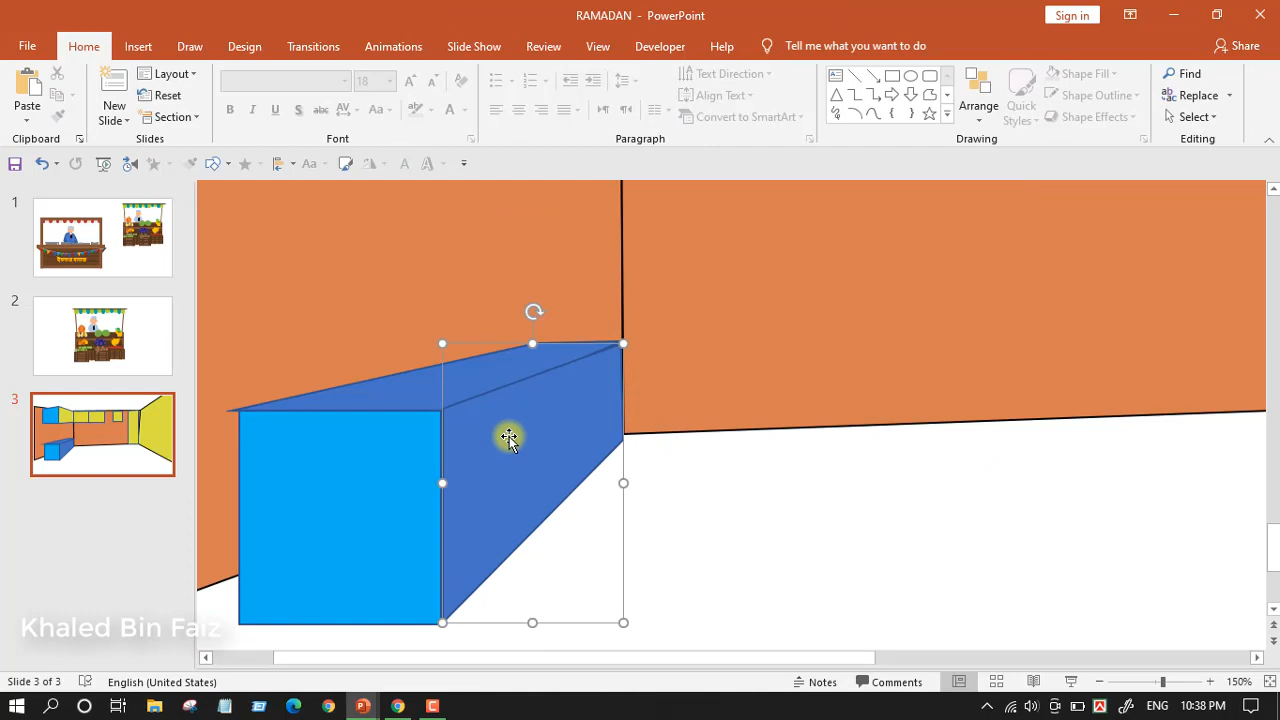 RAMADAN - PowerPoint
Sign in
File Home Insert Draw Design Transitions Animations Slide Show Review View Developer Help Tell me what you want to do Share
Paste
New Slide
Layout
Reset
Section
18
Text Direction
Align Text
Convert to SmartArt
Arrange
Quick Styles
Shape Fill
Shape Outline
Shape Effects
Find
Replace
Select
Clipboard Slides Font Paragraph Drawing Editing
1
2
3
Khaled Bin Faiz
Slide 3 of 3 English (United States) Notes Comments 150%
ENG 10:38 PM